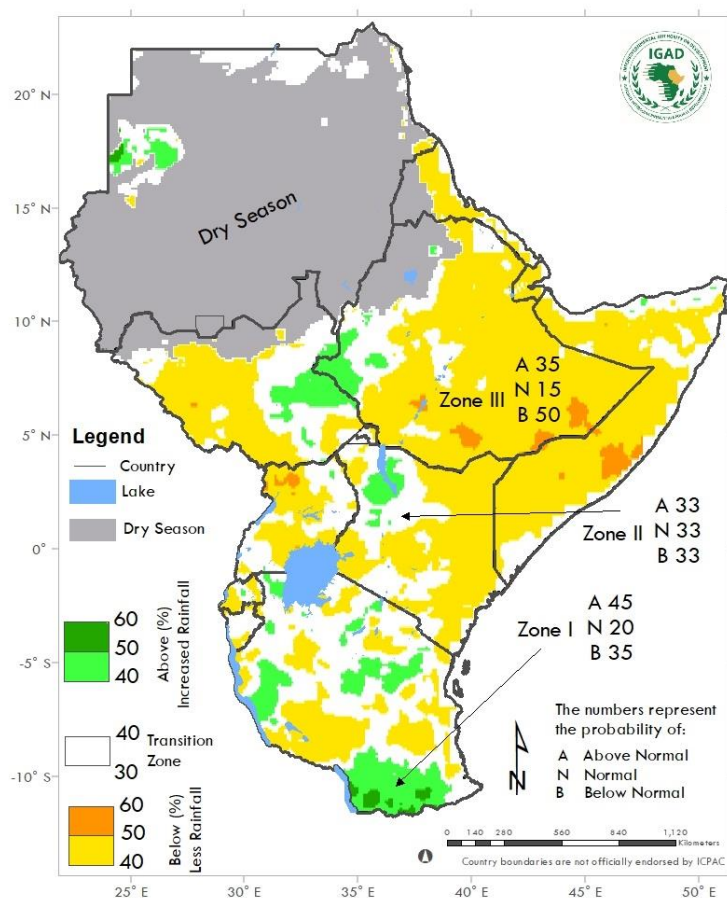 IGAD
20° N
15° N
10° N
5° N
0°
-5° S
-10° S
25° E
30° E
35° E
40° E
45° E
50° E
Dry Season
Zone III
A 35
N 15
B 50
Zone II
A 33
N 33
B 33
Zone I
A 45
N 20
B 35
Legend
Country
Lake
Dry Season
60
50
40
Above (%)
Increased Rainfall
40
30
Transition
Zone
60
50
40
Below (%)
Less Rainfall
The numbers represent
the probability of:
A Above Normal
N Normal
B Below Normal
N
0 140 280 560 840 1,120
Kilometers
Country boundaries are not officially endorsed by ICPAC